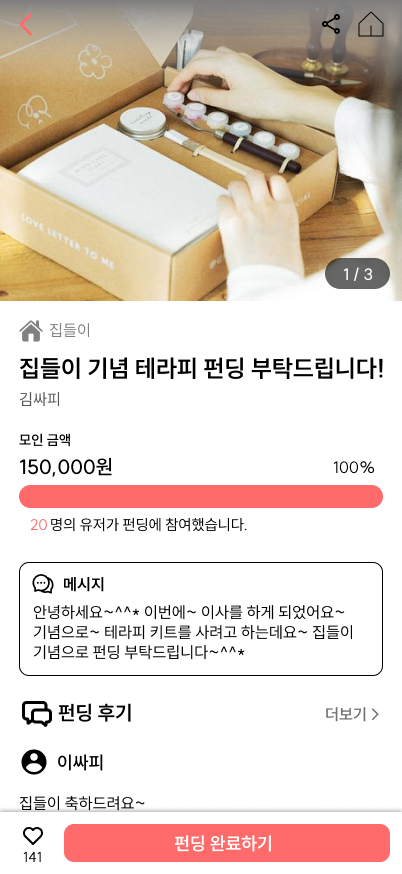 LOVE LETTER TO ME
1 / 3
집들이
집들이 기념 테라피 펀딩 부탁드립니다!
김싸피
모인 금액
150,000원
100%
20 명의 유저가 펀딩에 참여했습니다.
메시지
안녕하세요~^^* 이번에~ 이사를 하게 되었어요~
기념으로~ 테라피 키트를 사려고 하는데요~ 집들이
기념으로 펀딩 부탁드립니다~^^*
펀딩 후기
더보기
이싸피
집들이 축하드려요~
141
펀딩 완료하기